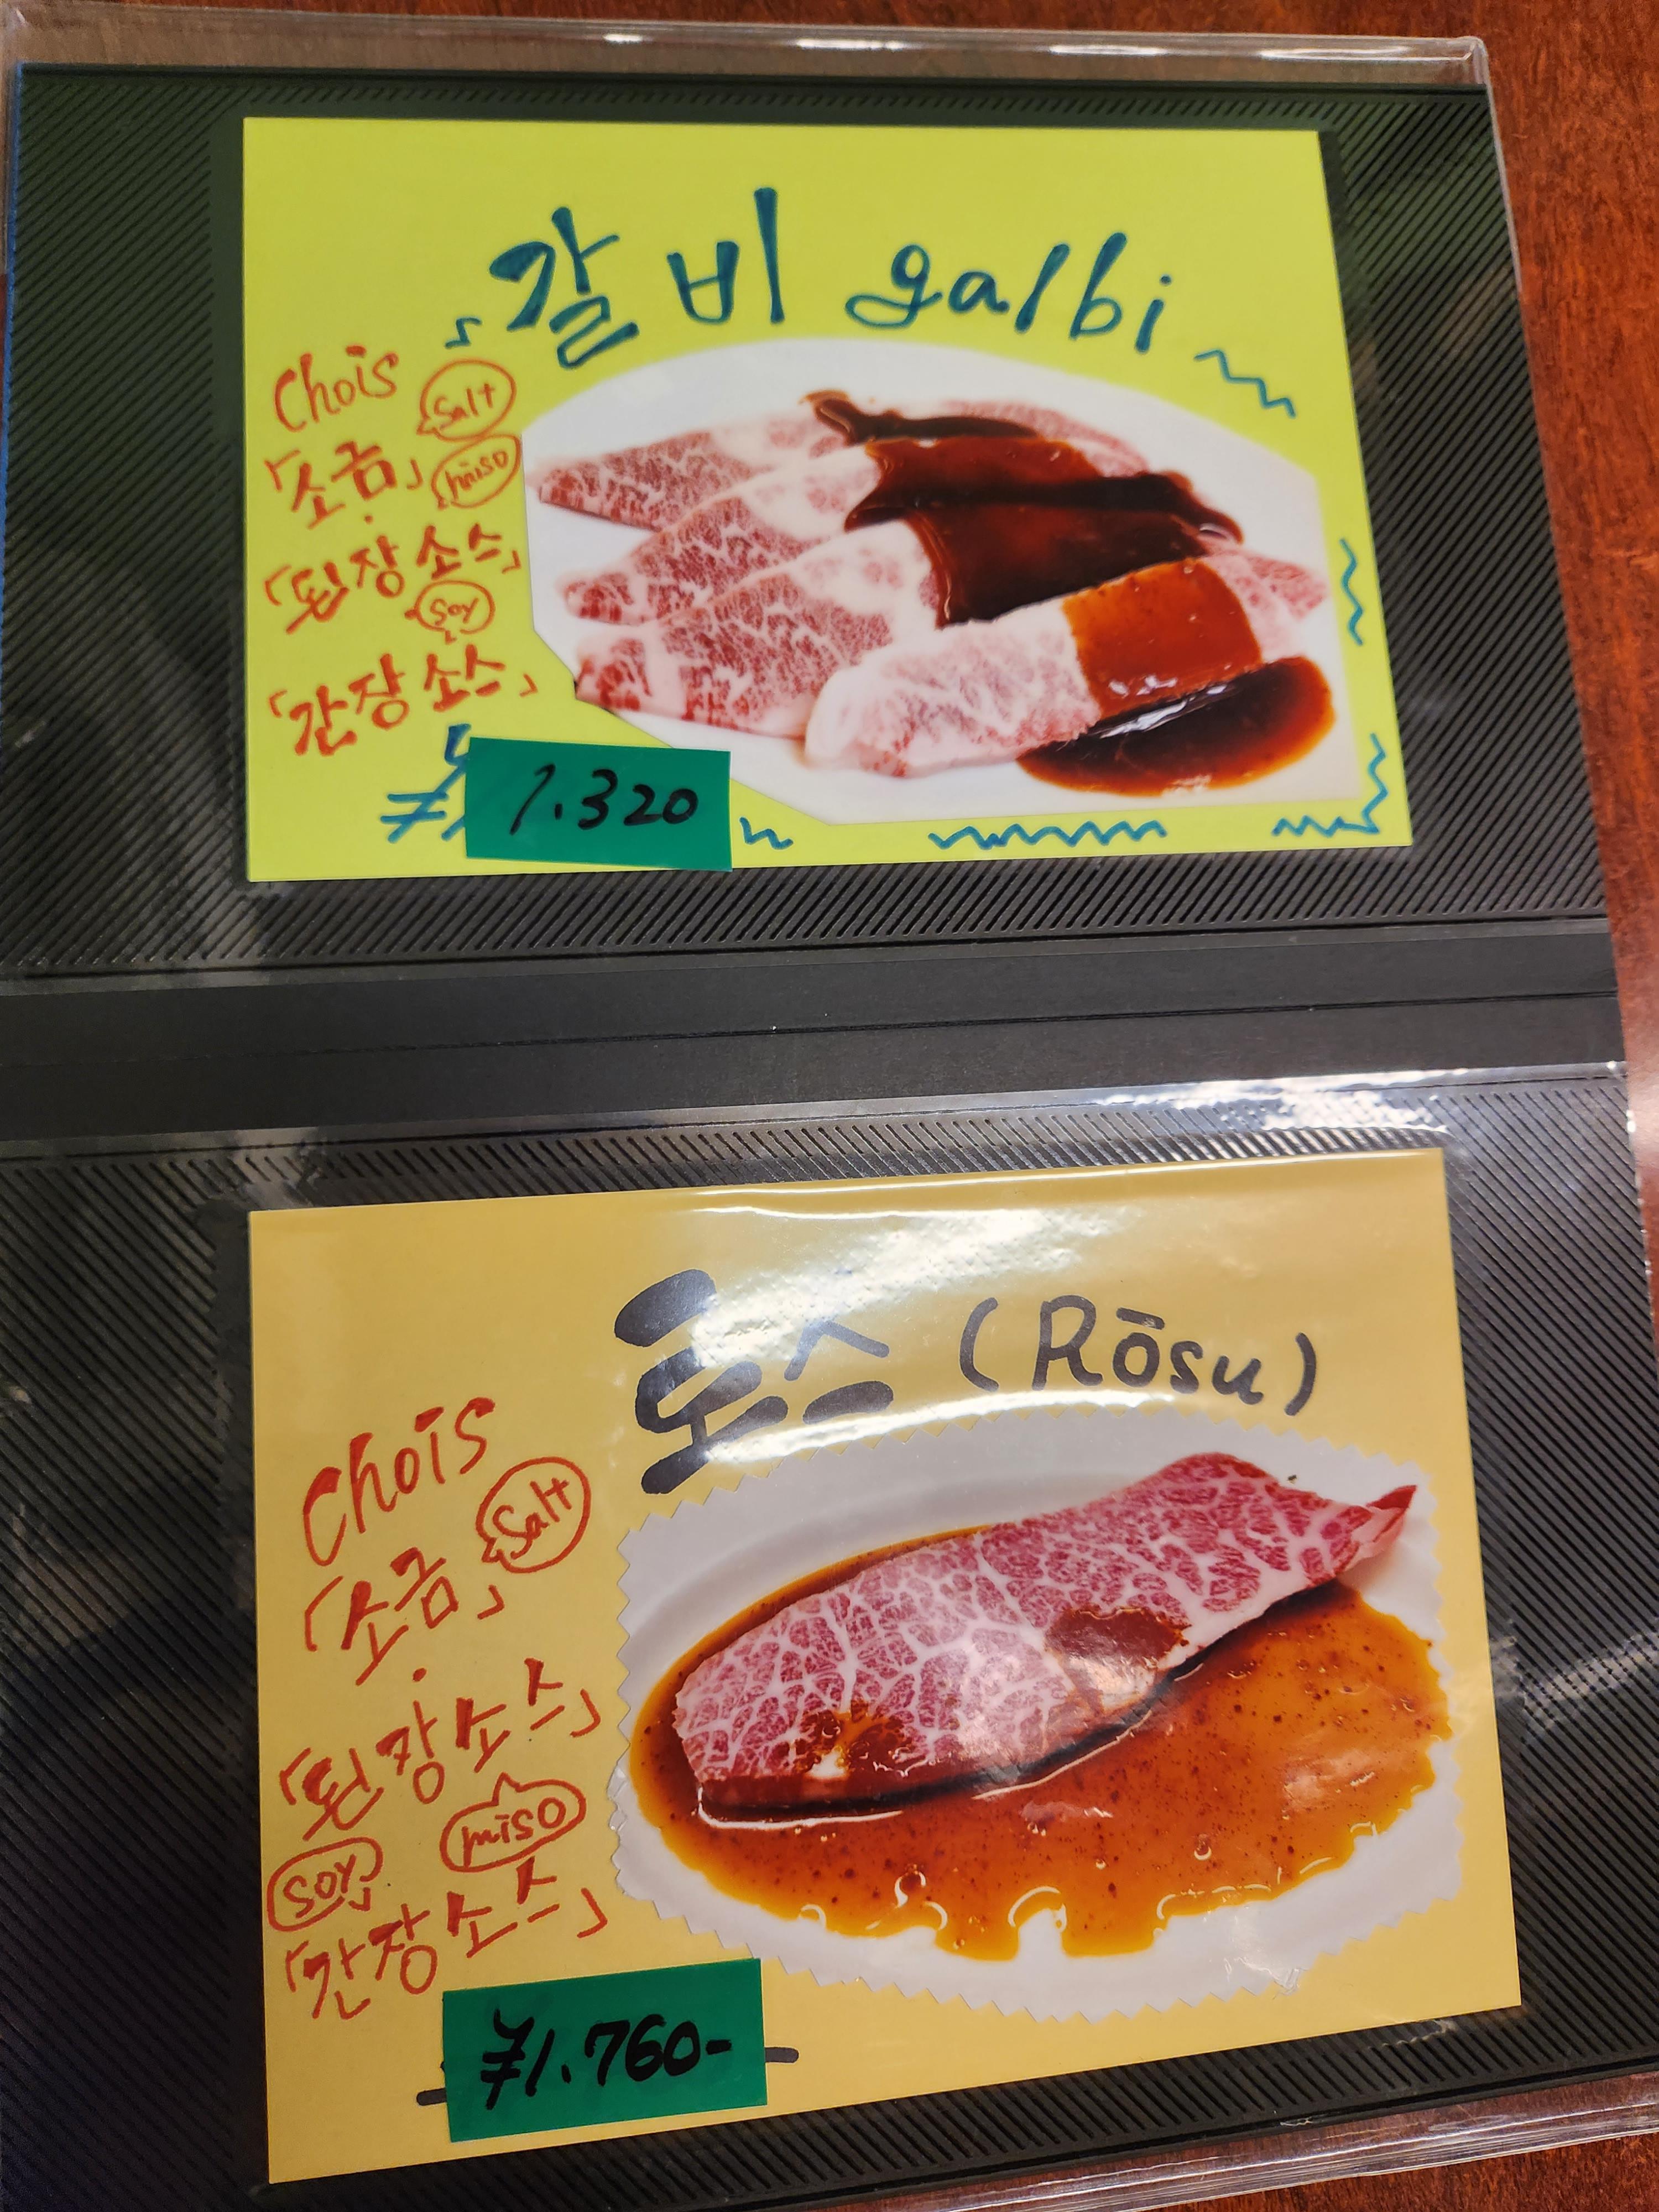 갈비 galbi
Chois
Salt
「소금」
miso
「된장소스」
soy
「간장소스」
¥ 1.320
로스 (Rōsu)
Chois
Salt
「소금」
「된장소스」
miso
soy
「간장소스」
¥1.760-